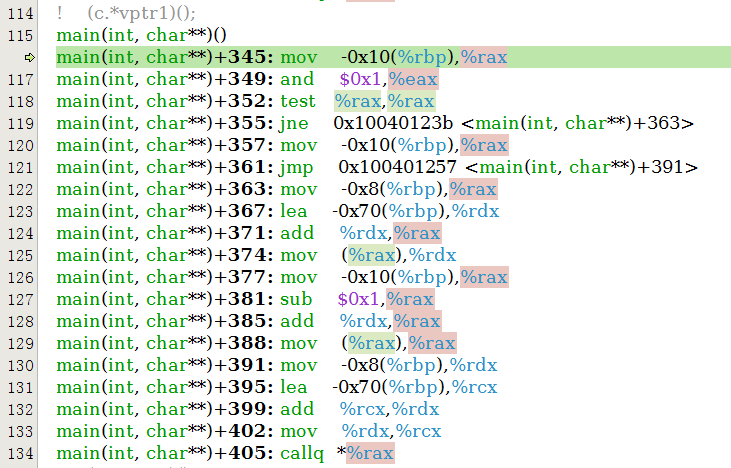 114 !    (c.*vptr1)();
115 main(int, char**)()
main(int, char**)+345: mov    -0x10(%rbp),%rax
117 main(int, char**)+349: and    $0x1,%eax
118 main(int, char**)+352: test   %rax,%rax
119 main(int, char**)+355: jne    0x10040123b <main(int, char**)+363>
120 main(int, char**)+357: mov    -0x10(%rbp),%rax
121 main(int, char**)+361: jmp    0x100401257 <main(int, char**)+391>
122 main(int, char**)+363: mov    -0x8(%rbp),%rax
123 main(int, char**)+367: lea    -0x70(%rbp),%rdx
124 main(int, char**)+371: add    %rdx,%rax
125 main(int, char**)+374: mov    (%rax),%rdx
126 main(int, char**)+377: mov    -0x10(%rbp),%rax
127 main(int, char**)+381: sub    $0x1,%rax
128 main(int, char**)+385: add    %rdx,%rax
129 main(int, char**)+388: mov    (%rax),%rax
130 main(int, char**)+391: mov    -0x8(%rbp),%rdx
131 main(int, char**)+395: lea    -0x70(%rbp),%rcx
132 main(int, char**)+399: add    %rcx,%rdx
133 main(int, char**)+402: mov    %rdx,%rcx
134 main(int, char**)+405: callq  *%rax